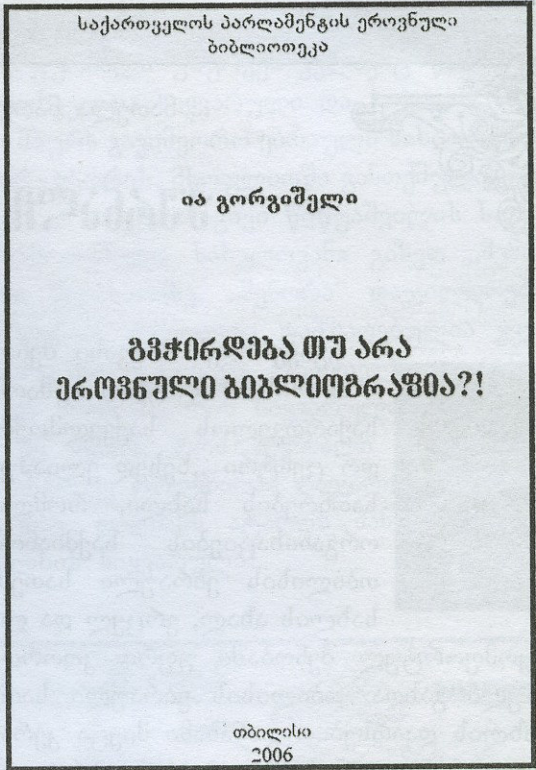 საქართველოს პარლამენტის ეროვნული
ბიბლიოთეკა
ია გორგიშელი
გვჭირდება თუ არა
ეროვნული ბიბლიოგრაფია?!
თბილისი
2006